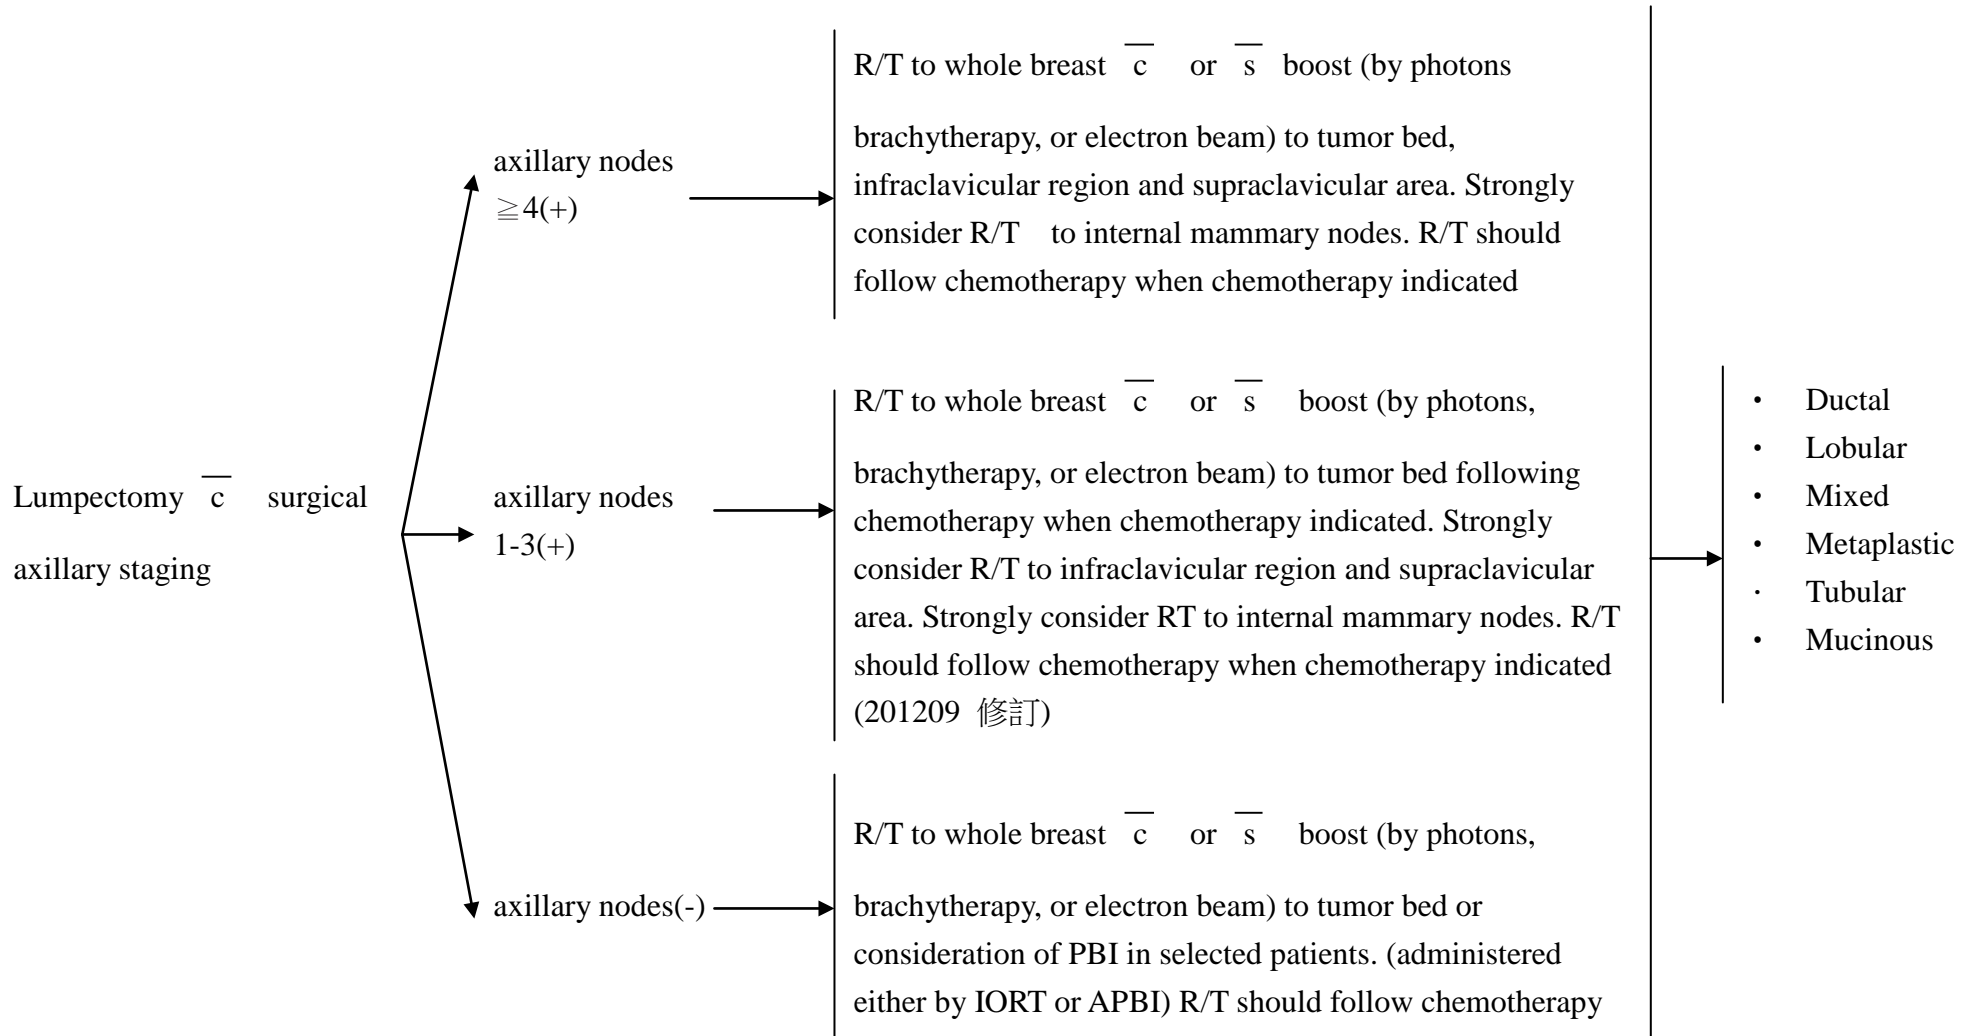 Lumpectomy c̅ surgical
axillary staging
axillary nodes
≧4(+)
R/T to whole breast c̅ or s̅ boost (by photons
brachytherapy, or electron beam) to tumor bed,
infraclavicular region and supraclavicular area. Strongly
consider R/T to internal mammary nodes. R/T should
follow chemotherapy when chemotherapy indicated
axillary nodes
1-3(+)
R/T to whole breast c̅ or s̅ boost (by photons,
brachytherapy, or electron beam) to tumor bed following
chemotherapy when chemotherapy indicated. Strongly
consider R/T to infraclavicular region and supraclavicular
area. Strongly consider RT to internal mammary nodes. R/T
should follow chemotherapy when chemotherapy indicated
(201209 修訂)
axillary nodes(-)
R/T to whole breast c̅ or s̅ boost (by photons,
brachytherapy, or electron beam) to tumor bed or
consideration of PBI in selected patients. (administered
either by IORT or APBI) R/T should follow chemotherapy
• Ductal
• Lobular
• Mixed
• Metaplastic
· Tubular
• Mucinous